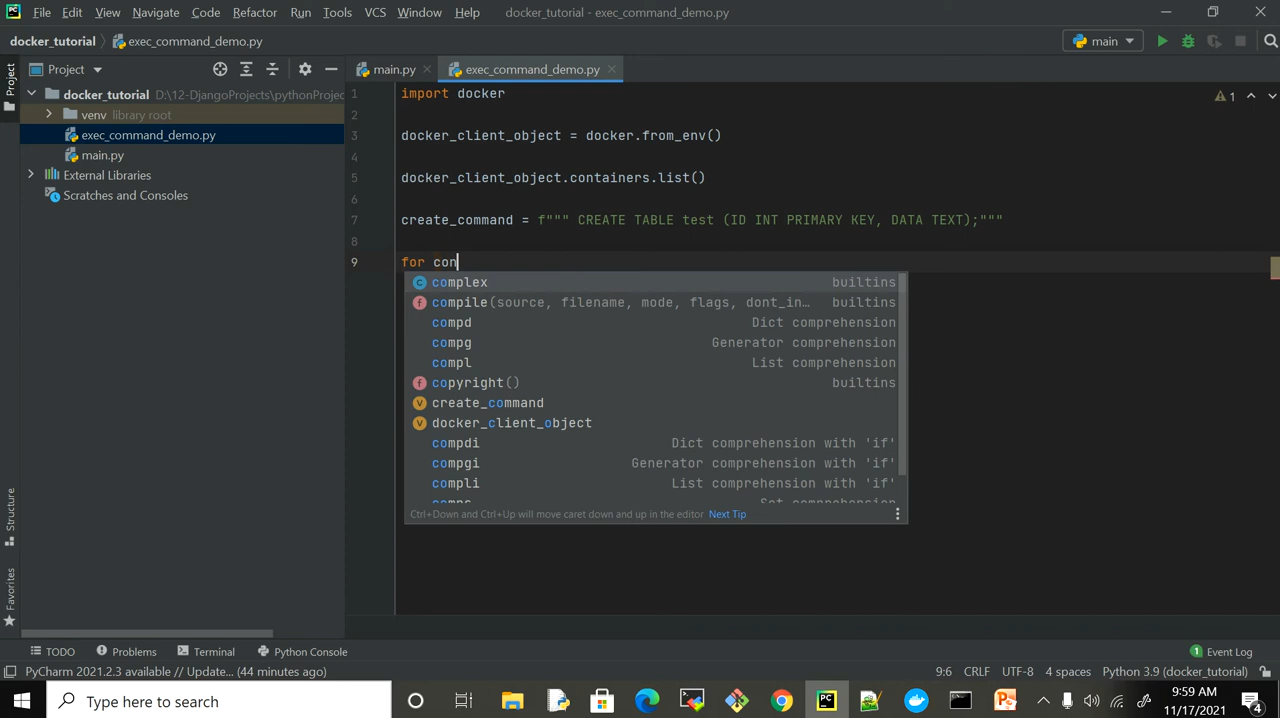 File Edit View Navigate Code Refactor Run Tools VCS Window Help docker_tutorial - exec_command_demo.py
docker_tutorial exec_command_demo.py main
Project main.py exec_command_demo.py
Project
docker_tutorial D:\12-DjangoProjects\pythonProjec
venv library root
exec_command_demo.py
main.py
External Libraries
Scratches and Consoles
1 import docker
1
2
3 docker_client_object = docker.from_env()
4
5 docker_client_object.containers.list()
6
7 create_command = f""" CREATE TABLE test (ID INT PRIMARY KEY, DATA TEXT);"""
8
9 for con
complex builtins
compile(source, filename, mode, flags, dont_in... builtins
compd Dict comprehension
compg Generator comprehension
compl List comprehension
copyright() builtins
create_command
docker_client_object
compdi Dict comprehension with 'if'
compgi Generator comprehension with 'if'
compli List comprehension with 'if'
Ctrl+Down and Ctrl+Up will move caret down and up in the editor Next Tip
Structure
Favorites
TODO Problems Terminal Python Console 1 Event Log
PyCharm 2021.2.3 available // Update... (44 minutes ago) 9:6 CRLF UTF-8 4 spaces Python 3.9 (docker_tutorial)
Type here to search
9:59 AM
11/17/2021
4